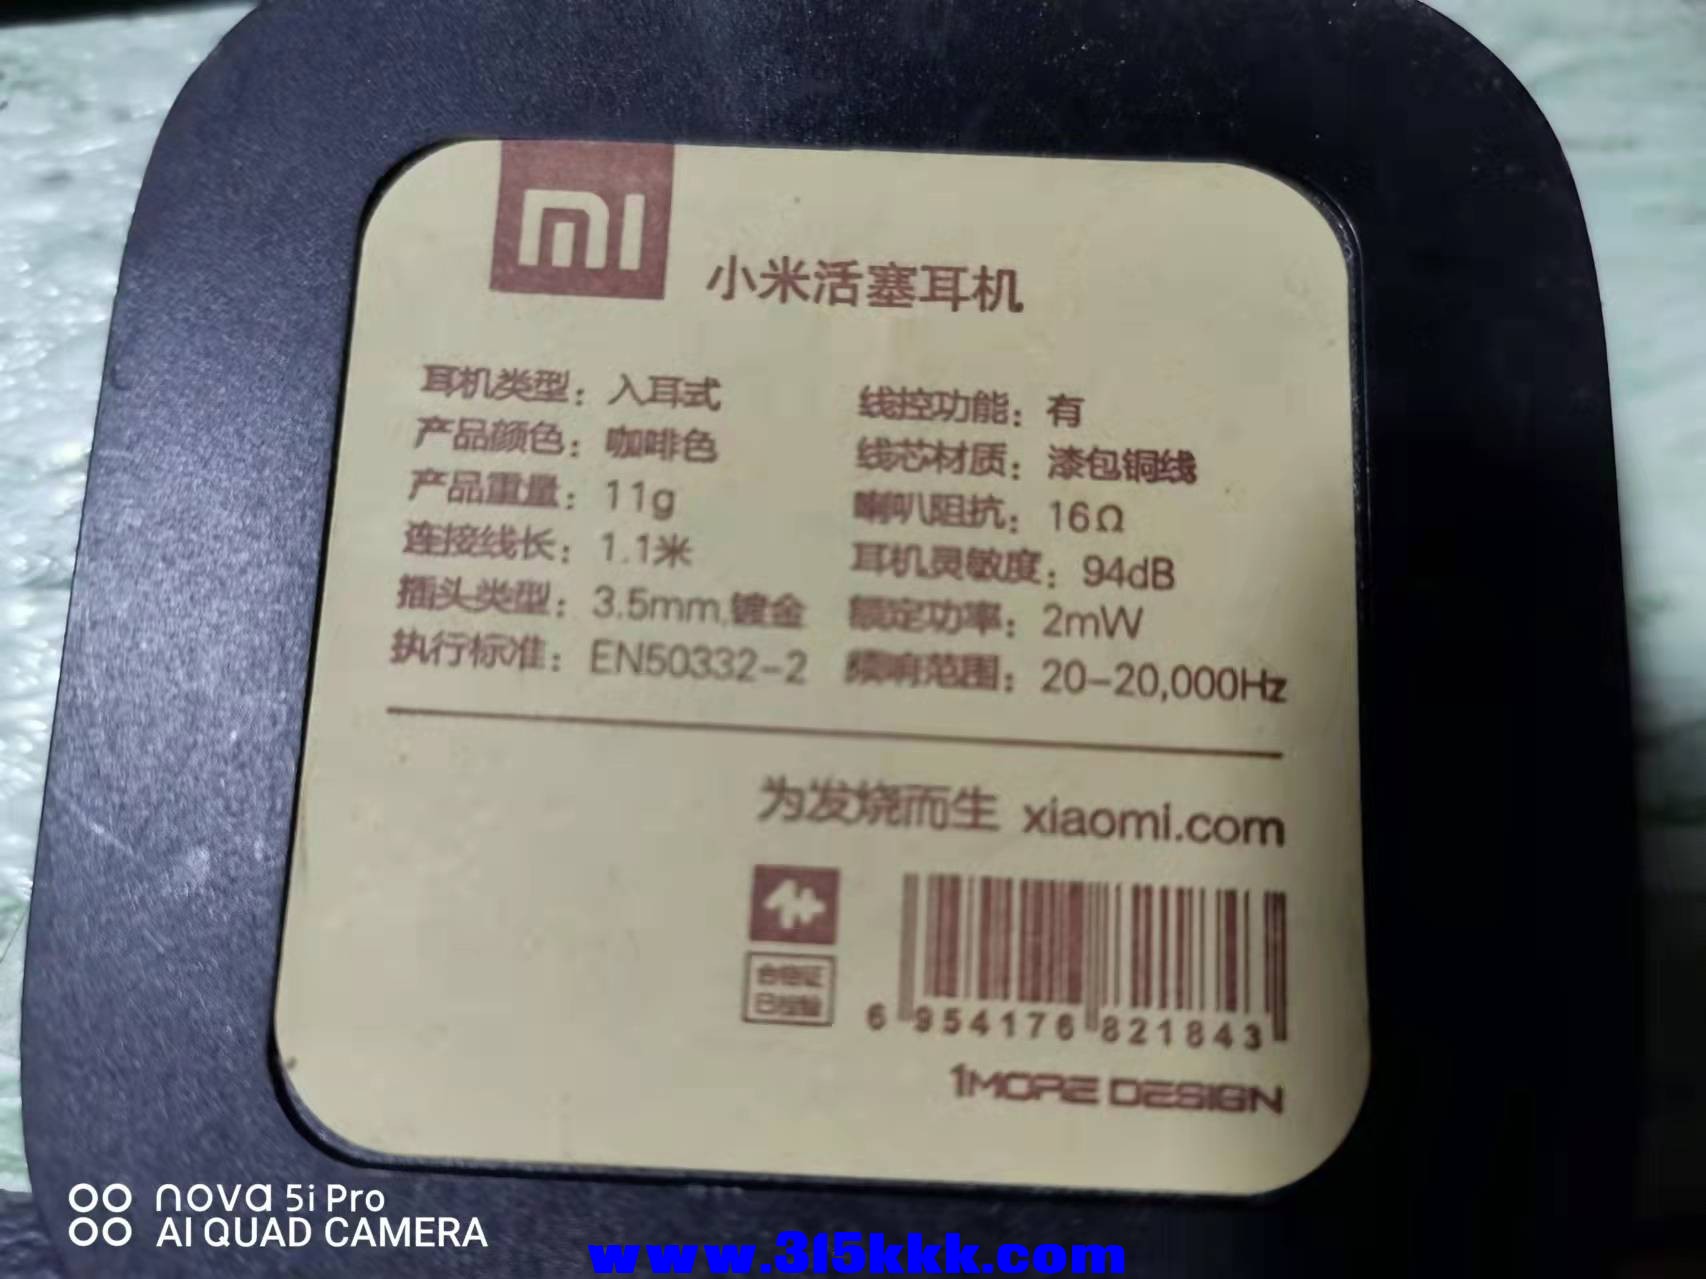 mi
小米活塞耳机
耳机类型：入耳式
产品颜色：咖啡色
产品重量：11g
连接线长：1.1米
插头类型：3.5mm,镀金
执行标准：EN50332-2
线控功能：有
线芯材质：漆包铜线
喇叭阻抗：16Ω
耳机灵敏度：94dB
额定功率：2mW
频响范围：20-20,000Hz
为发烧而生 xiaomi.com
合格证
已检验
6 954176 821843
1MORE DESIGN
nova 5i Pro
AI QUAD CAMERA
www.315kkk.com